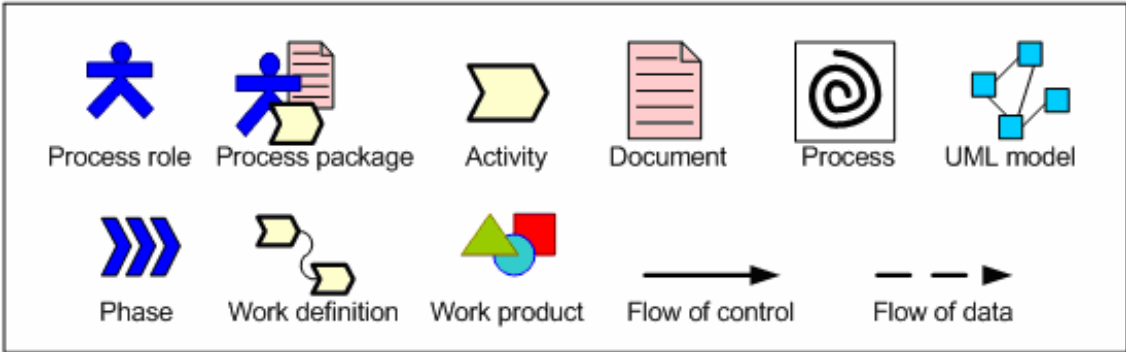 Process role
Process package
Activity
Document
Process
UML model
Phase
Work definition
Work product
Flow of control
Flow of data